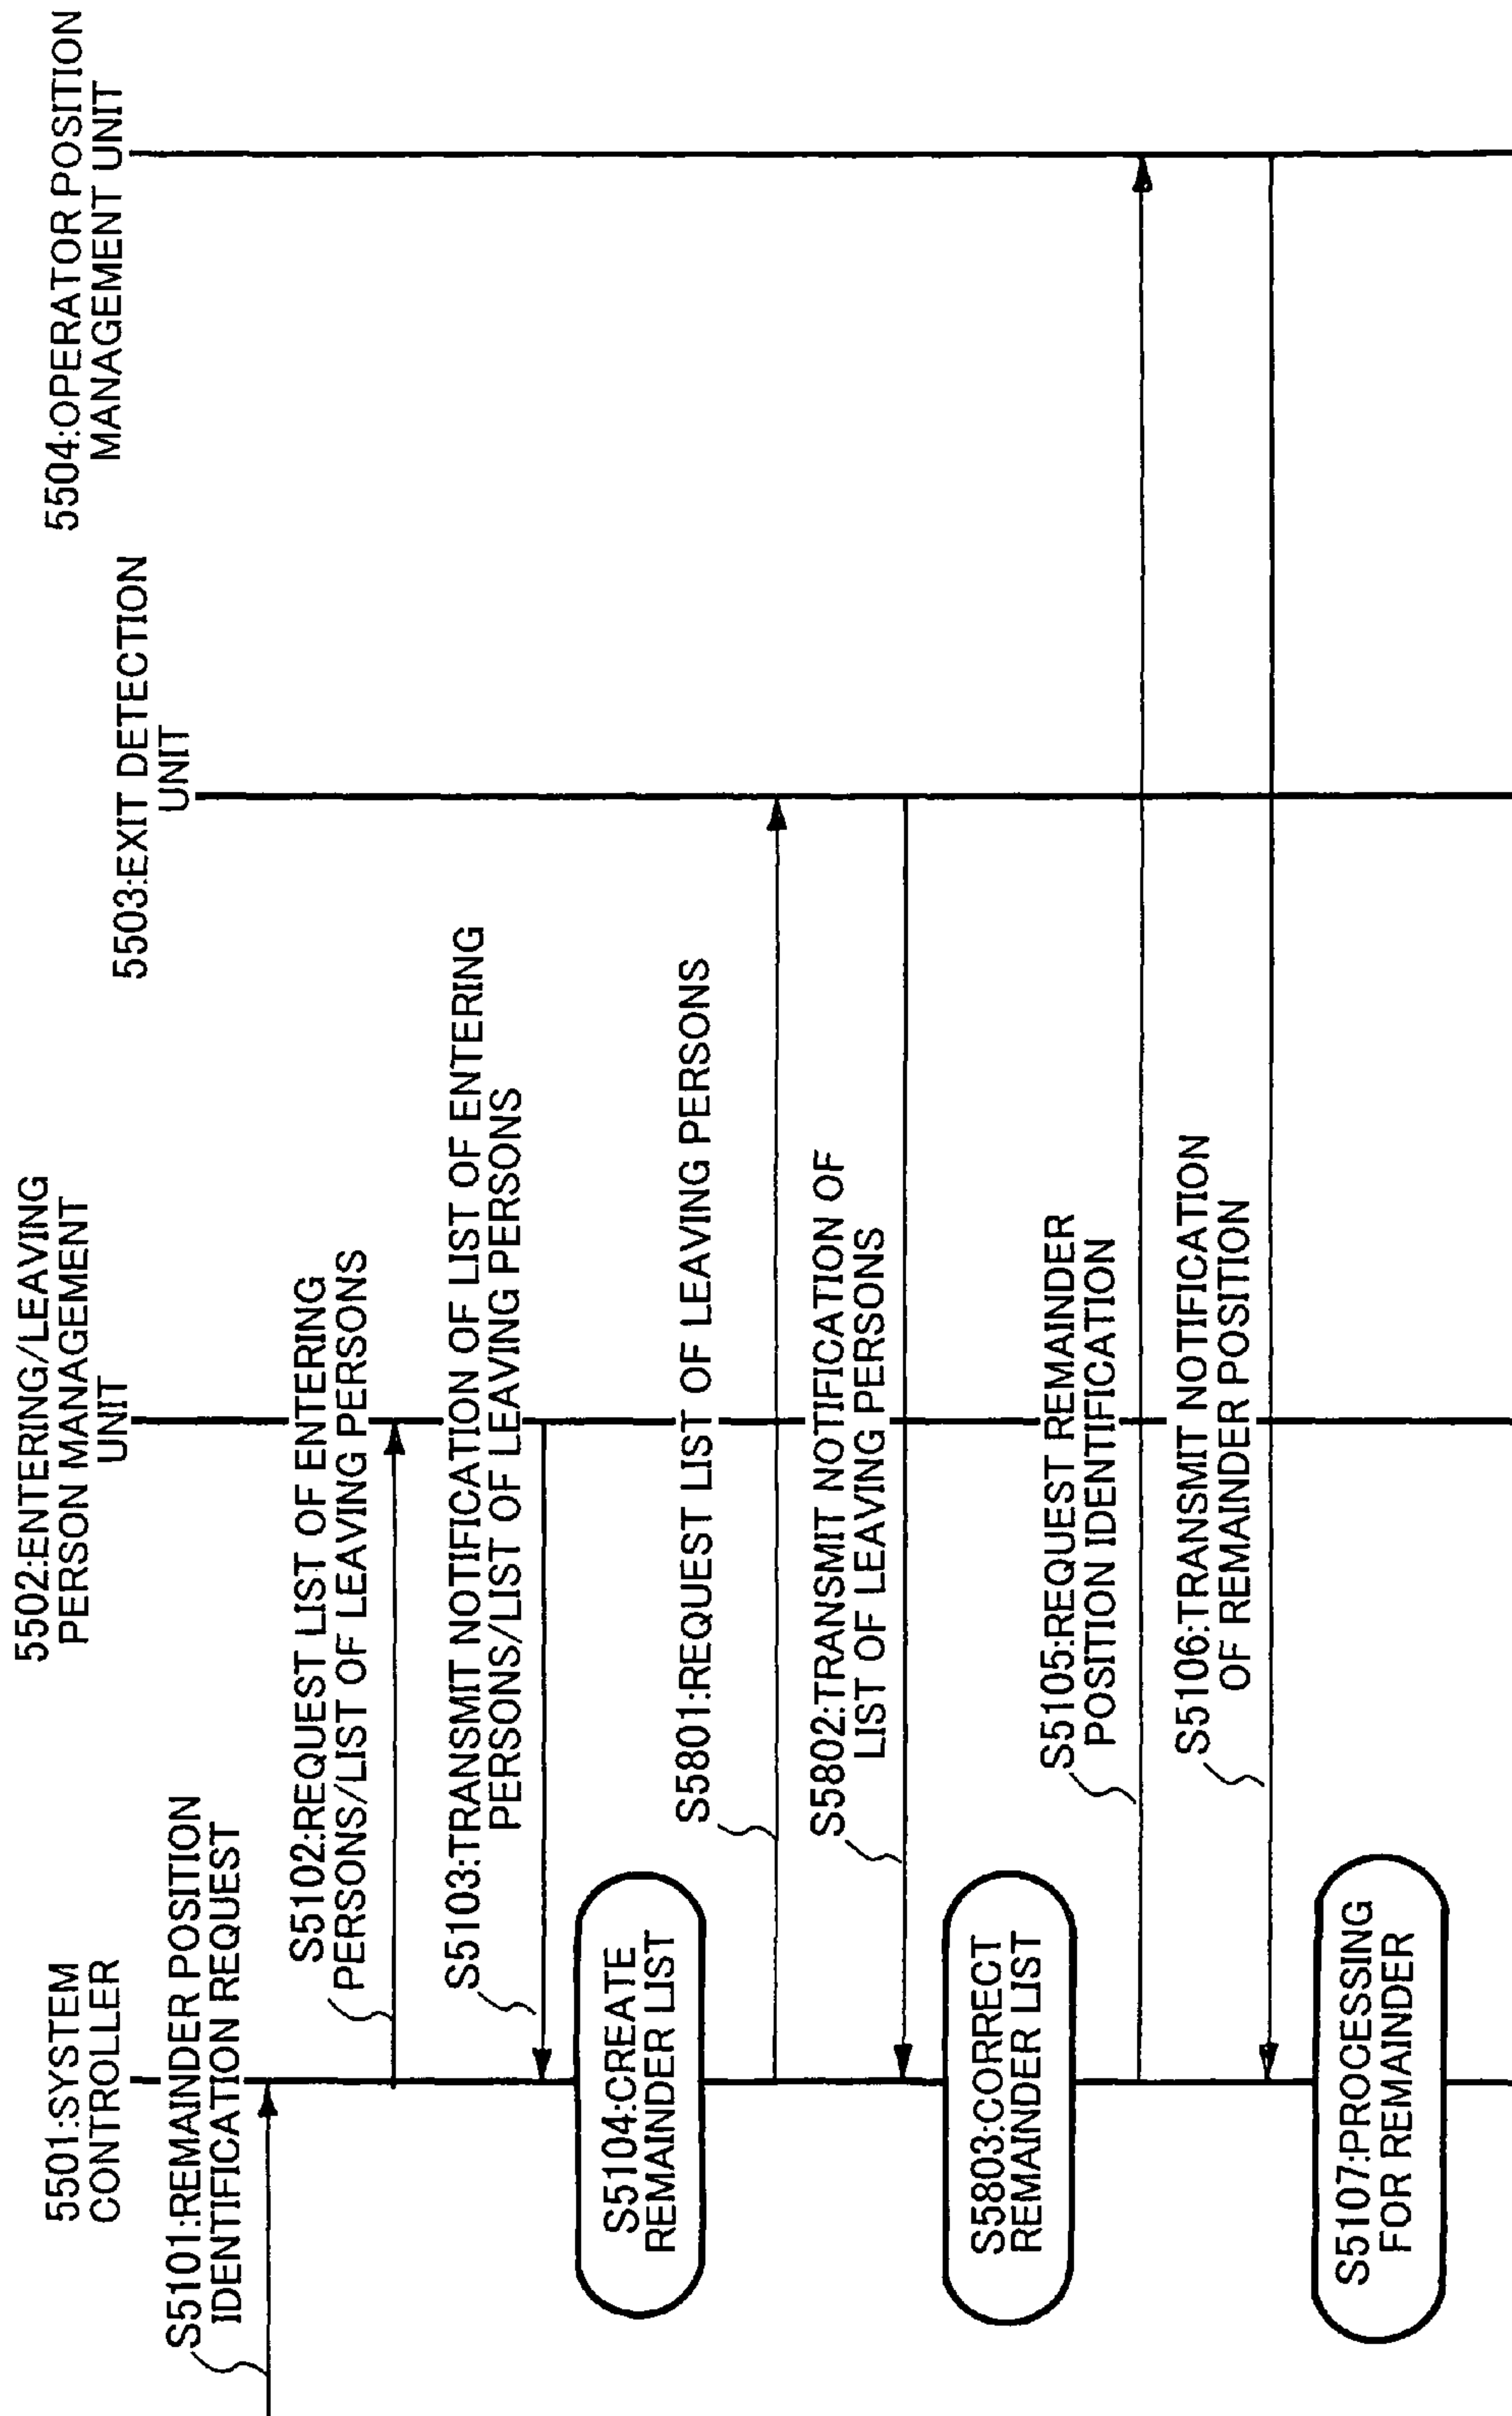 5501:SYSTEM
CONTROLLER
5502:ENTERING/LEAVING
PERSON MANAGEMENT
UNIT
5503:EXIT DETECTION
UNIT
5504:OPERATOR POSITION
MANAGEMENT UNIT
S5101:REMAINDER POSITION
IDENTIFICATION REQUEST
S5102:REQUEST LIST OF ENTERING
PERSONS/LIST OF LEAVING PERSONS
S5103:TRANSMIT NOTIFICATION OF LIST OF ENTERING
PERSONS/LIST OF LEAVING PERSONS
S5104:CREATE
REMAINDER LIST
S5801:REQUEST LIST OF LEAVING PERSONS
S5802:TRANSMIT NOTIFICATION OF
LIST OF LEAVING PERSONS
S5803:CORRECT
REMAINDER LIST
S5105:REQUEST REMAINDER
POSITION IDENTIFICATION
S5106:TRANSMIT NOTIFICATION
OF REMAINDER POSITION
S5107:PROCESSING
FOR REMAINDER